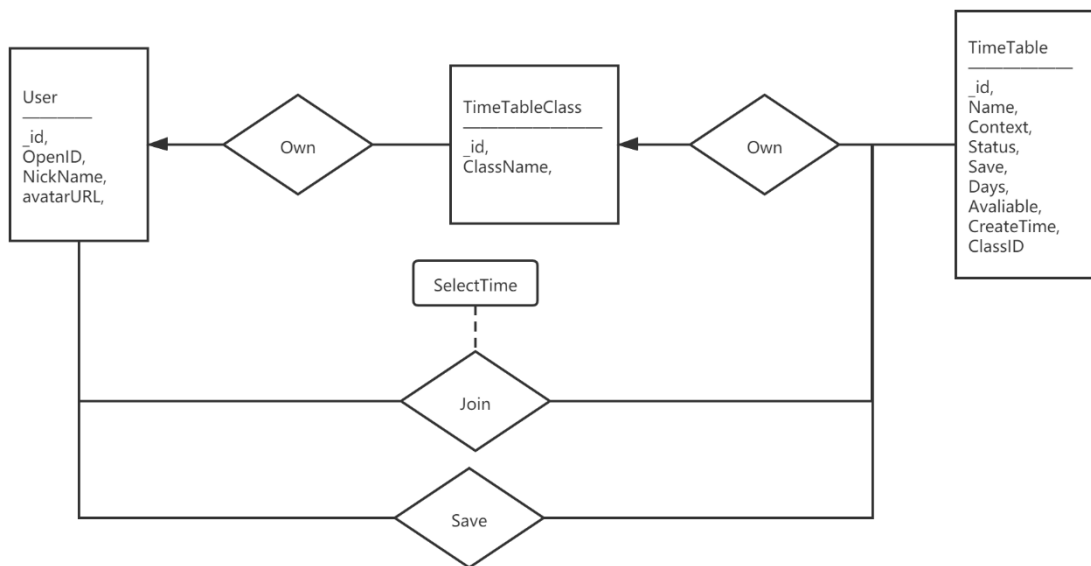 User
_id,
OpenID,
NickName,
avatarURL,
Own
TimeTableClass
_id,
ClassName,
Own
TimeTable
_id,
Name,
Context,
Status,
Save,
Days,
Avaliable,
CreateTime,
ClassID
SelectTime
Join
Save